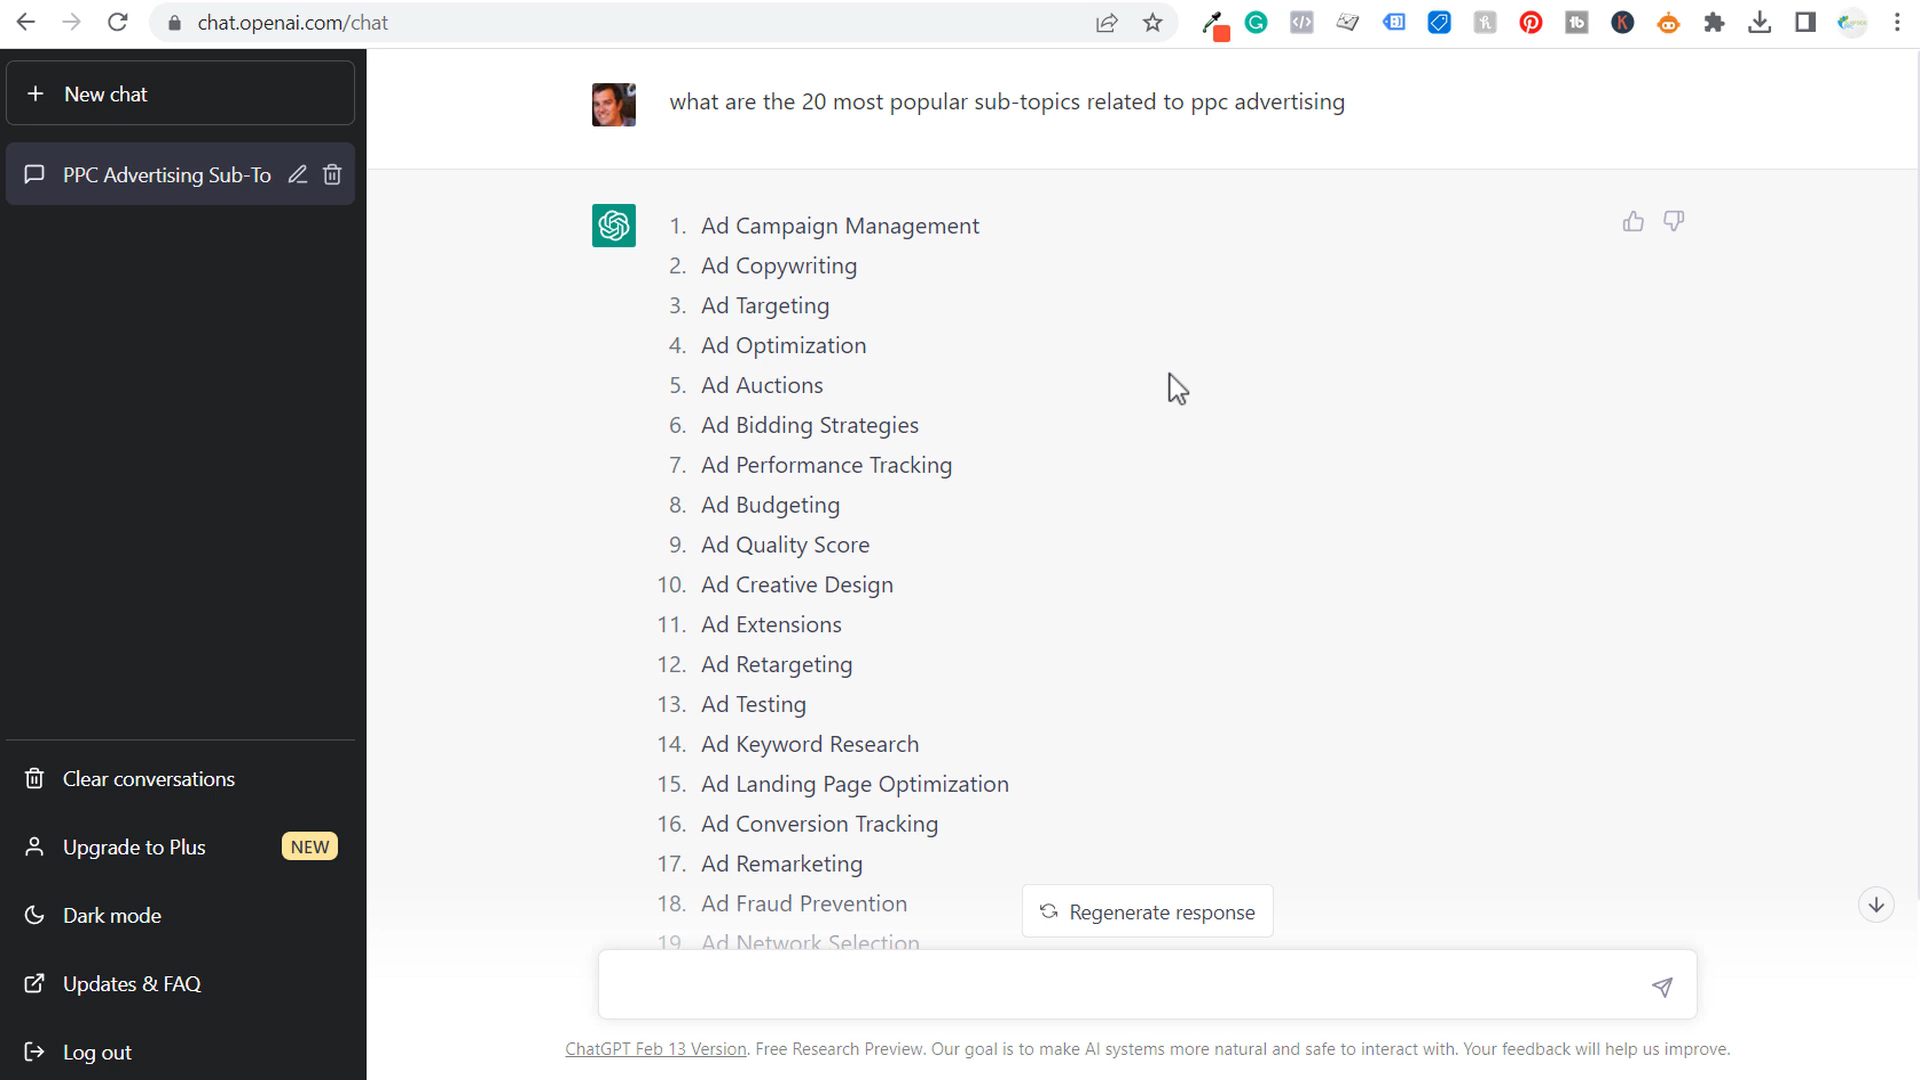 chat.openai.com/chat
New chat
PPC Advertising Sub-To
Clear conversations
Upgrade to Plus NEW
Dark mode
Updates & FAQ
Log out
what are the 20 most popular sub-topics related to ppc advertising
1. Ad Campaign Management
2. Ad Copywriting
3. Ad Targeting
4. Ad Optimization
5. Ad Auctions
6. Ad Bidding Strategies
7. Ad Performance Tracking
8. Ad Budgeting
9. Ad Quality Score
10. Ad Creative Design
11. Ad Extensions
12. Ad Retargeting
13. Ad Testing
14. Ad Keyword Research
15. Ad Landing Page Optimization
16. Ad Conversion Tracking
17. Ad Remarketing
18. Ad Fraud Prevention
19. Ad Network Selection
Regenerate response
ChatGPT Feb 13 Version. Free Research Preview. Our goal is to make AI systems more natural and safe to interact with. Your feedback will help us improve.